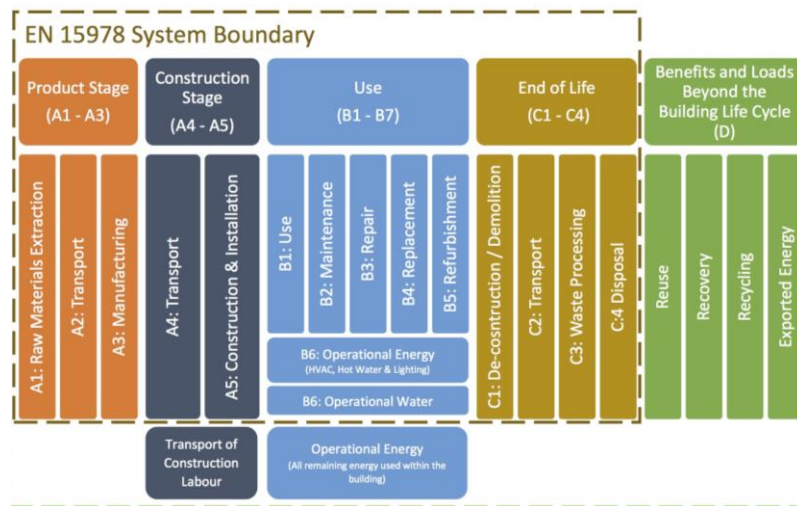 EN 15978 System Boundary
Product Stage
(A1 - A3)
Construction
Stage
(A4 - A5)
Use
(B1 - B7)
End of Life
(C1 - C4)
Benefits and Loads
Beyond the
Building Life Cycle
(D)
A1: Raw Materials Extraction
A2: Transport
A3: Manufacturing
A4: Transport
A5: Construction & Installation
B1: Use
B2: Maintenance
B3: Repair
B4: Replacement
B5: Refurbishment
B6: Operational Energy
(HVAC, Hot Water & Lighting)
B6: Operational Water
C1: De-cosntruction / Demolition
C2: Transport
C3: Waste Processing
C:4 Disposal
Reuse
Recovery
Recycling
Exported Energy
Transport of
Construction
Labour
Operational Energy
(All remaining energy used within the
building)